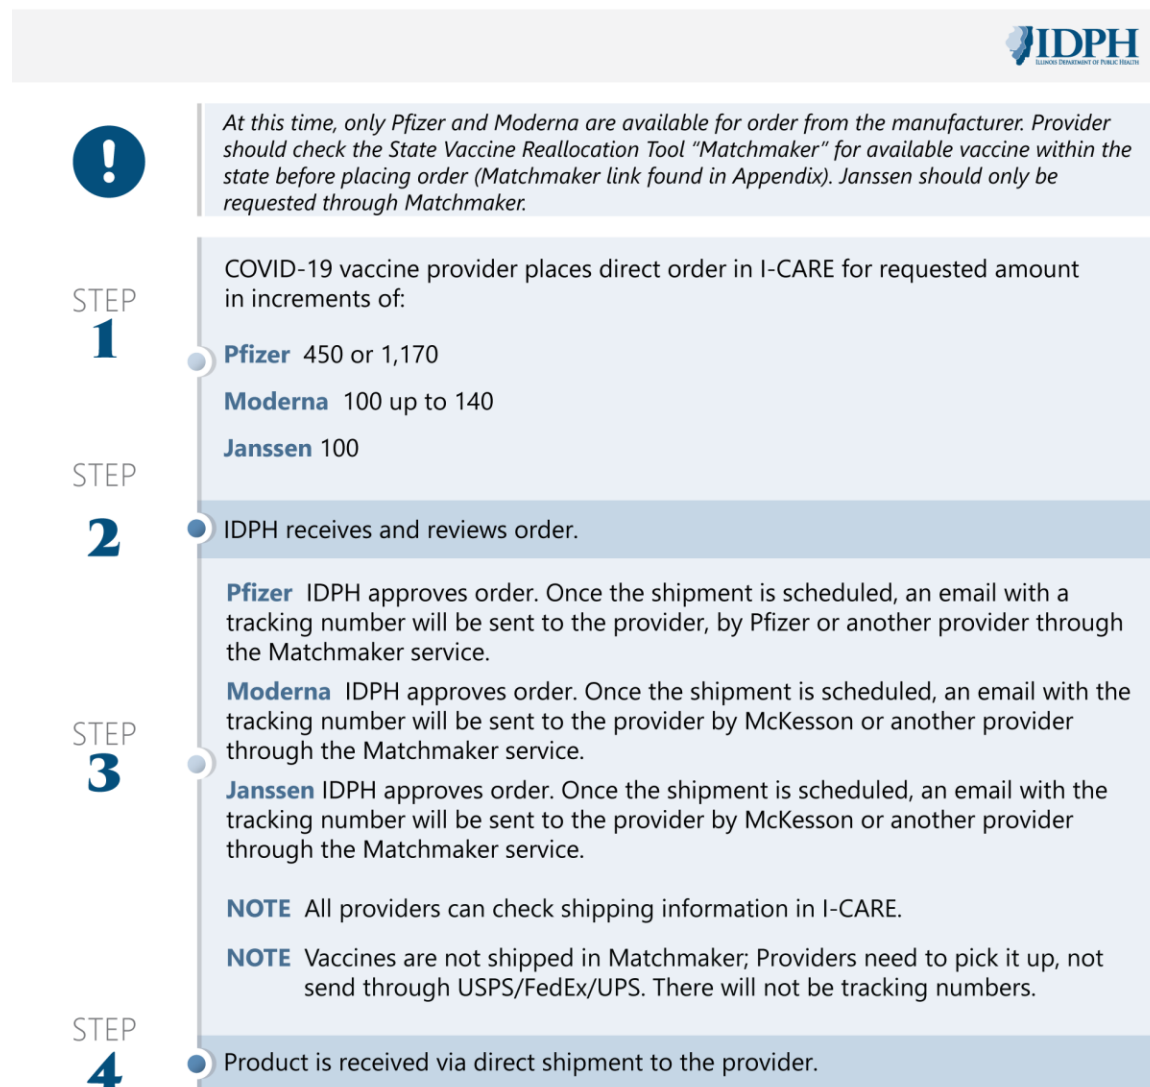 IDPH
ILLINOIS DEPARTMENT OF PUBLIC HEALTH
!
At this time, only Pfizer and Moderna are available for order from the manufacturer. Provider
should check the State Vaccine Reallocation Tool “Matchmaker” for available vaccine within the
state before placing order (Matchmaker link found in Appendix). Janssen should only be
requested through Matchmaker.
STEP
1
COVID-19 vaccine provider places direct order in I-CARE for requested amount
in increments of:
Pfizer 450 or 1,170
Moderna 100 up to 140
Janssen 100
STEP
2
IDPH receives and reviews order.
STEP
3
Pfizer IDPH approves order. Once the shipment is scheduled, an email with a
tracking number will be sent to the provider, by Pfizer or another provider through
the Matchmaker service.
Moderna IDPH approves order. Once the shipment is scheduled, an email with the
tracking number will be sent to the provider by McKesson or another provider
through the Matchmaker service.
Janssen IDPH approves order. Once the shipment is scheduled, an email with the
tracking number will be sent to the provider by McKesson or another provider
through the Matchmaker service.
NOTE All providers can check shipping information in I-CARE.
NOTE Vaccines are not shipped in Matchmaker; Providers need to pick it up, not
send through USPS/FedEx/UPS. There will not be tracking numbers.
STEP
4
Product is received via direct shipment to the provider.